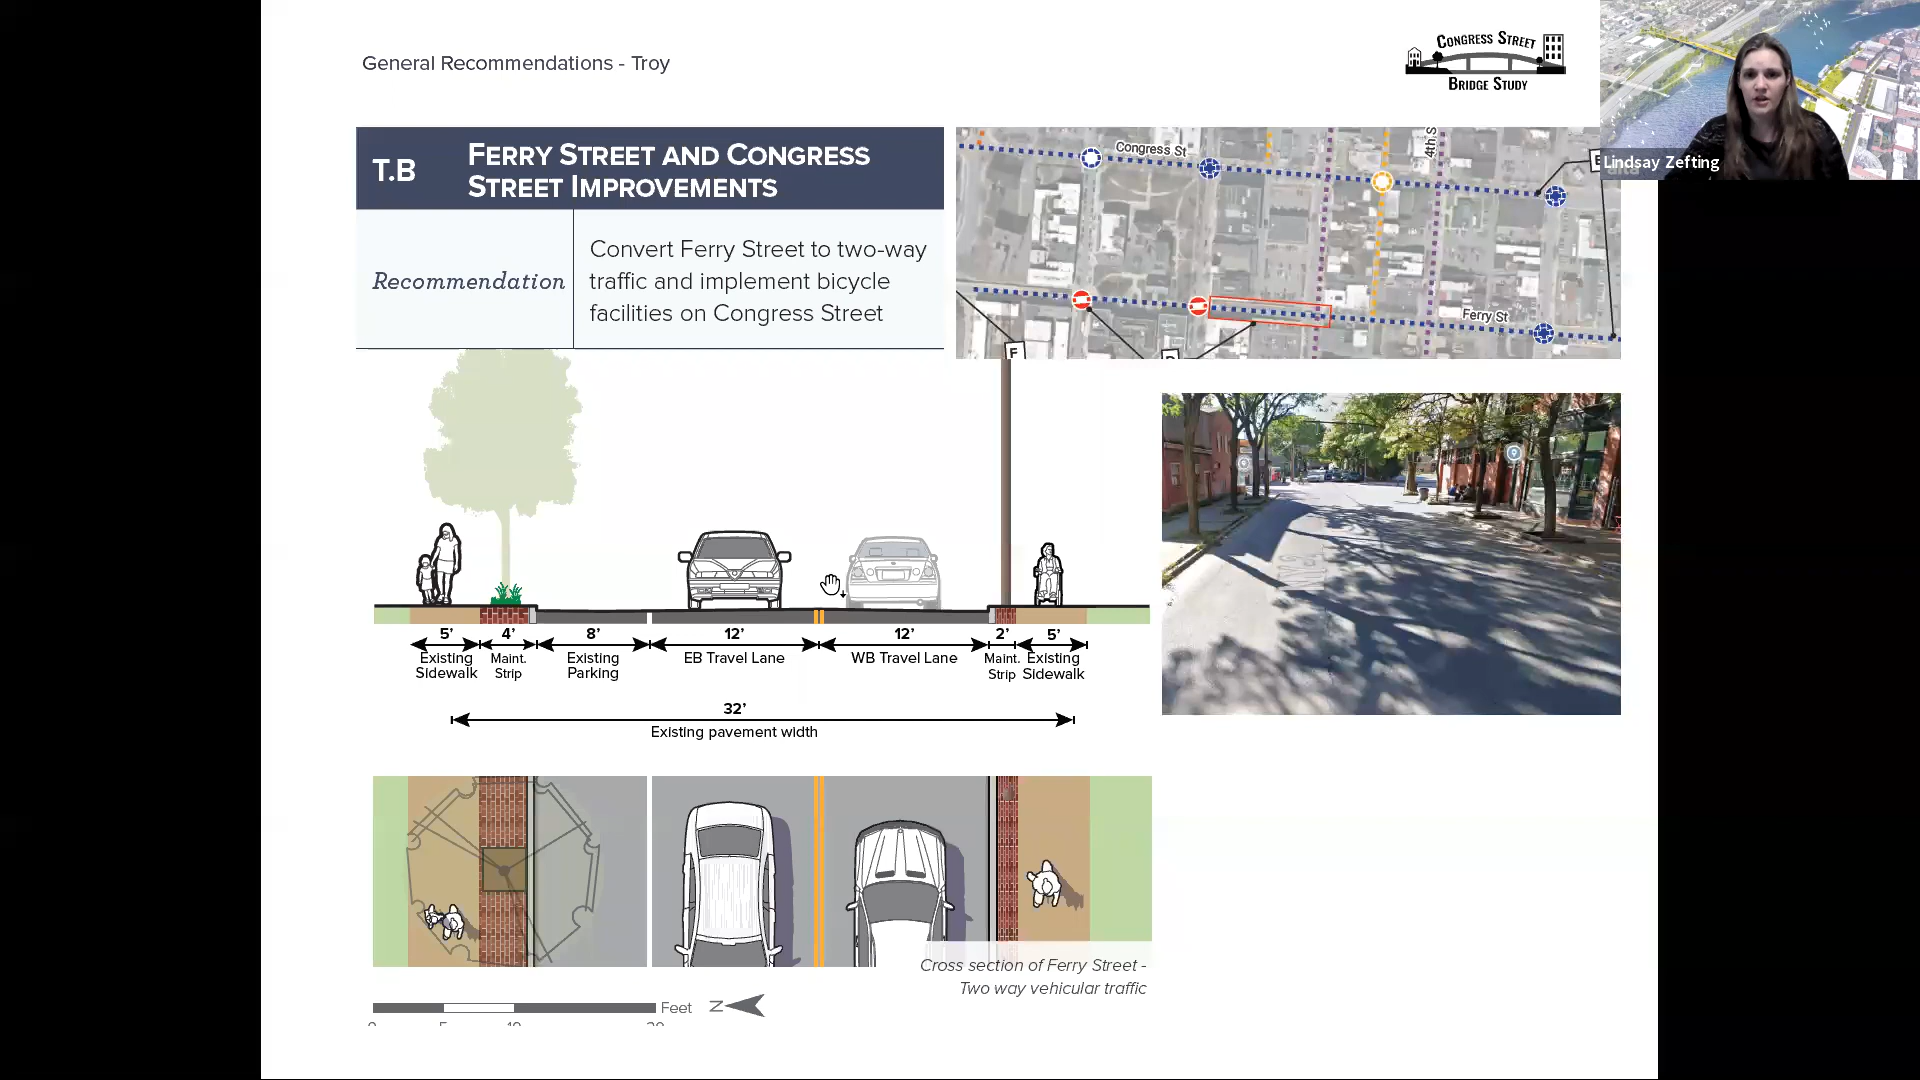 General Recommendations - Troy
CONGRESS STREET
BRIDGE STUDY
Lindsay Zefting
T.B
FERRY STREET AND CONGRESS
STREET IMPROVEMENTS
Recommendation
Convert Ferry Street to two-way
traffic and implement bicycle
facilities on Congress Street
Congress St
4th S
Ferry St
F
5’
4’
8’
12’
12’
2’
5’
Existing
Sidewalk
Maint.
Strip
Existing
Parking
EB Travel Lane
WB Travel Lane
Maint.
Strip
Existing
Sidewalk
32’
Existing pavement width
Cross section of Ferry Street -
Two way vehicular traffic
Feet
N